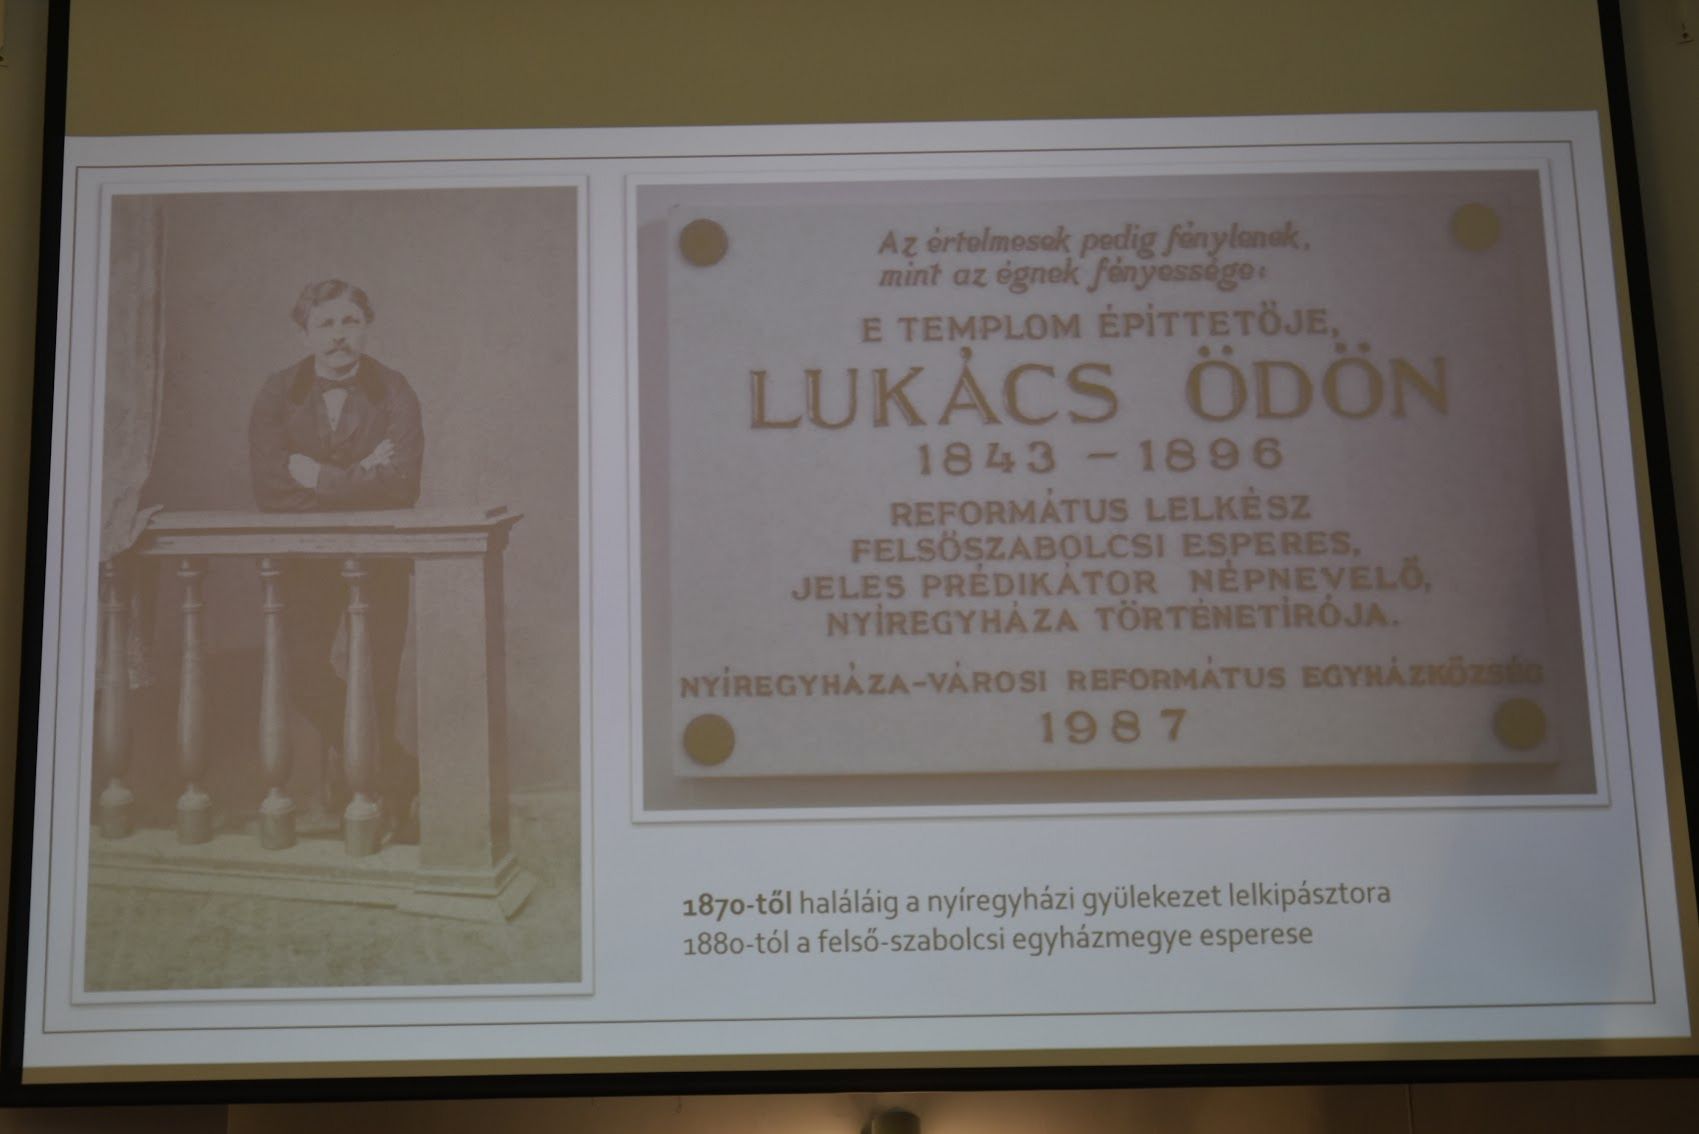 Az értelmesek pedig fénylenek,
mint az égnek fényessége:
E TEMPLOM ÉPÍTTETŐJE,
LUKÁCS ÖDÖN
1843 – 1896
REFORMÁTUS LELKÉSZ
FELSŐSZABOLCSI ESPERES,
JELES PRÉDIKÁTOR NÉPNEVELŐ,
NYÍREGYHÁZA TÖRTÉNETÍRÓJA.
NYÍREGYHÁZA-VÁROSI REFORMÁTUS EGYHÁZKÖZSÉG
1987
1870-től haláláig a nyíregyházi gyülekezet lelkipásztora
1880-tól a felső-szabolcsi egyházmegye esperese